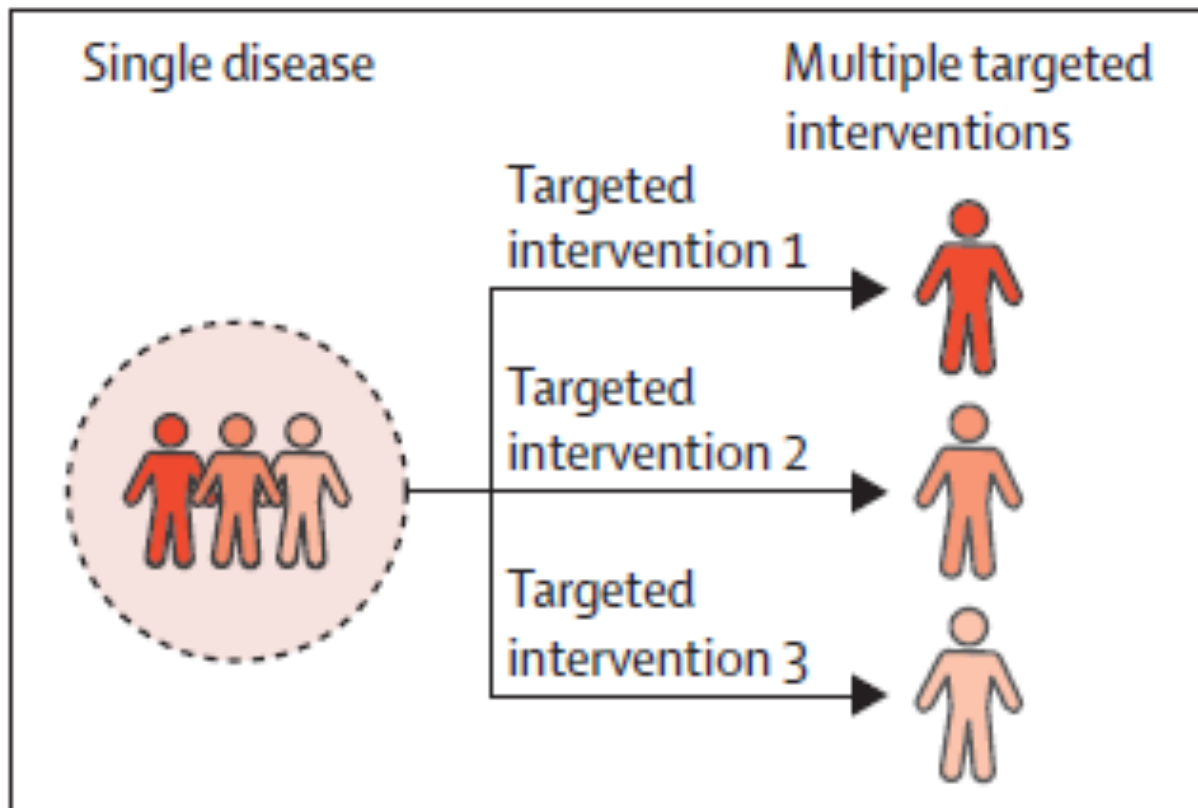 Single disease
Multiple targeted
interventions
Targeted
intervention 1
Targeted
intervention 2
Targeted
intervention 3